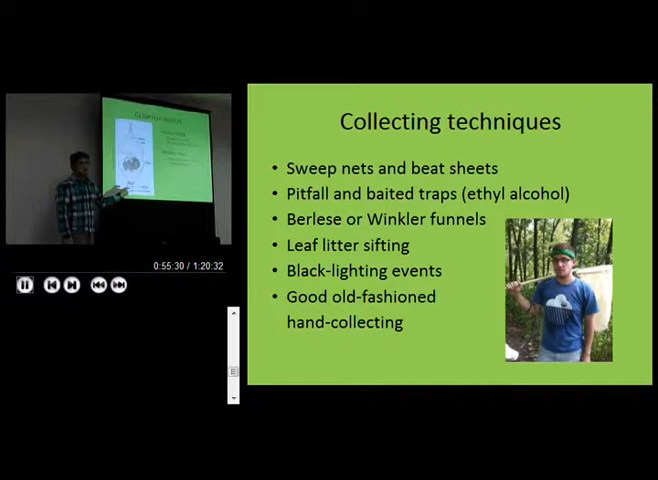 0:55:30 / 1:20:32
Collecting techniques
• Sweep nets and beat sheets
• Pitfall and baited traps (ethyl alcohol)
• Berlese or Winkler funnels
• Leaf litter sifting
• Black-lighting events
• Good old-fashioned
hand-collecting